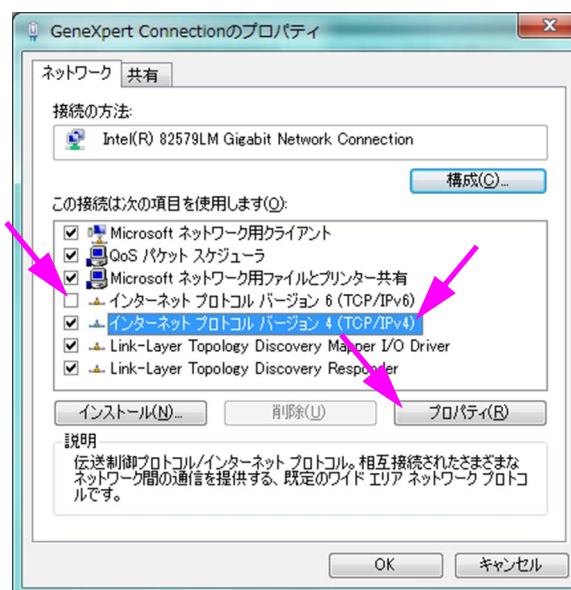 GeneXpert Connectionのプロパティ
ネットワーク 共有
接続の方法:
Intel(R) 82579LM Gigabit Network Connection
構成(C)...
この接続は次の項目を使用します(O):
Microsoft ネットワーク用クライアント
QoS パケット スケジューラ
Microsoft ネットワーク用ファイルとプリンター共有
インターネット プロトコル バージョン 6 (TCP/IPv6)
インターネット プロトコル バージョン 4 (TCP/IPv4)
Link-Layer Topology Discovery Mapper I/O Driver
Link-Layer Topology Discovery Responder
インストール(N)... 削除(U) プロパティ(R)
説明
伝送制御プロトコル/インターネット プロトコル。相互接続されたさまざまな
ネットワーク間の通信を提供する、既定のワイド エリア ネットワーク プロトコ
ルです。
OK キャンセル